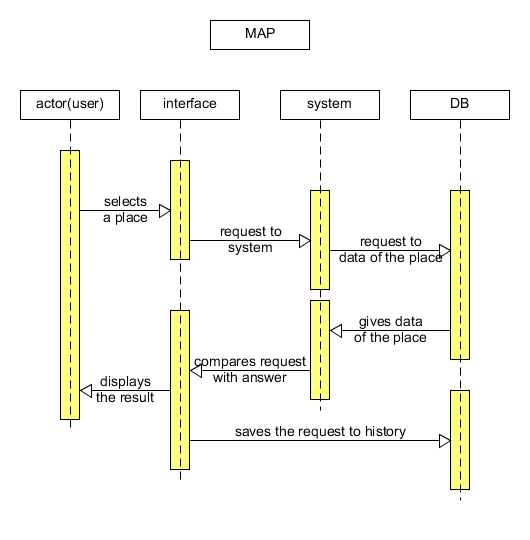 MAP
actor(user)
interface
system
DB
selects
a place
request to
system
request to
data of the place
gives data
of the place
compares request
with answer
displays
the result
saves the request to history